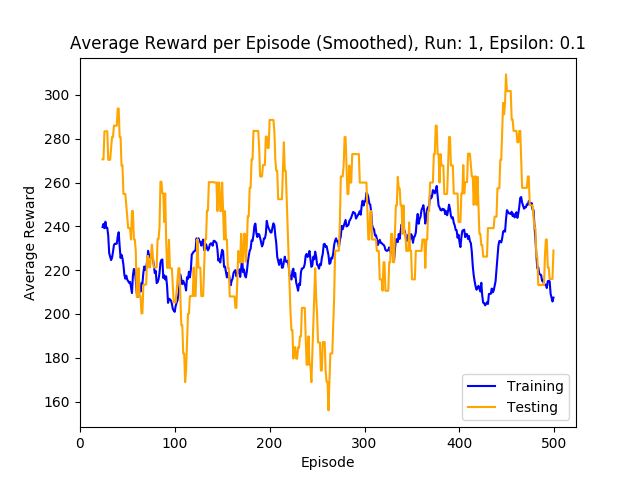 Average Reward per Episode (Smoothed), Run: 1, Epsilon: 0.1
Average Reward
300
280
260
240
220
200
180
160
0
100
200
300
400
500
Episode
Training
Testing